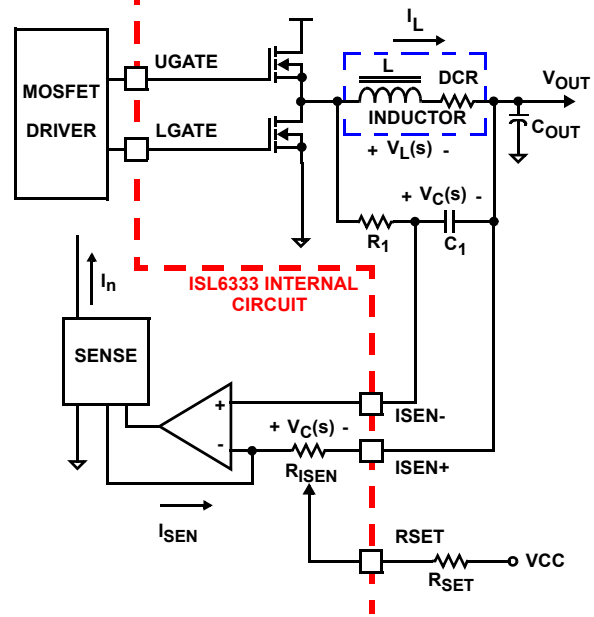 I_L
UGATE
L
DCR
V_OUT
MOSFET
DRIVER
INDUCTOR
C_OUT
LGATE
+ V_L(s) -
+ V_C(s) -
R_1
C_1
I_n
ISL6333 INTERNAL
CIRCUIT
SENSE
+
ISEN-
+ V_C(s) -
-
R_ISEN
ISEN+
I_SEN
RSET
VCC
R_SET